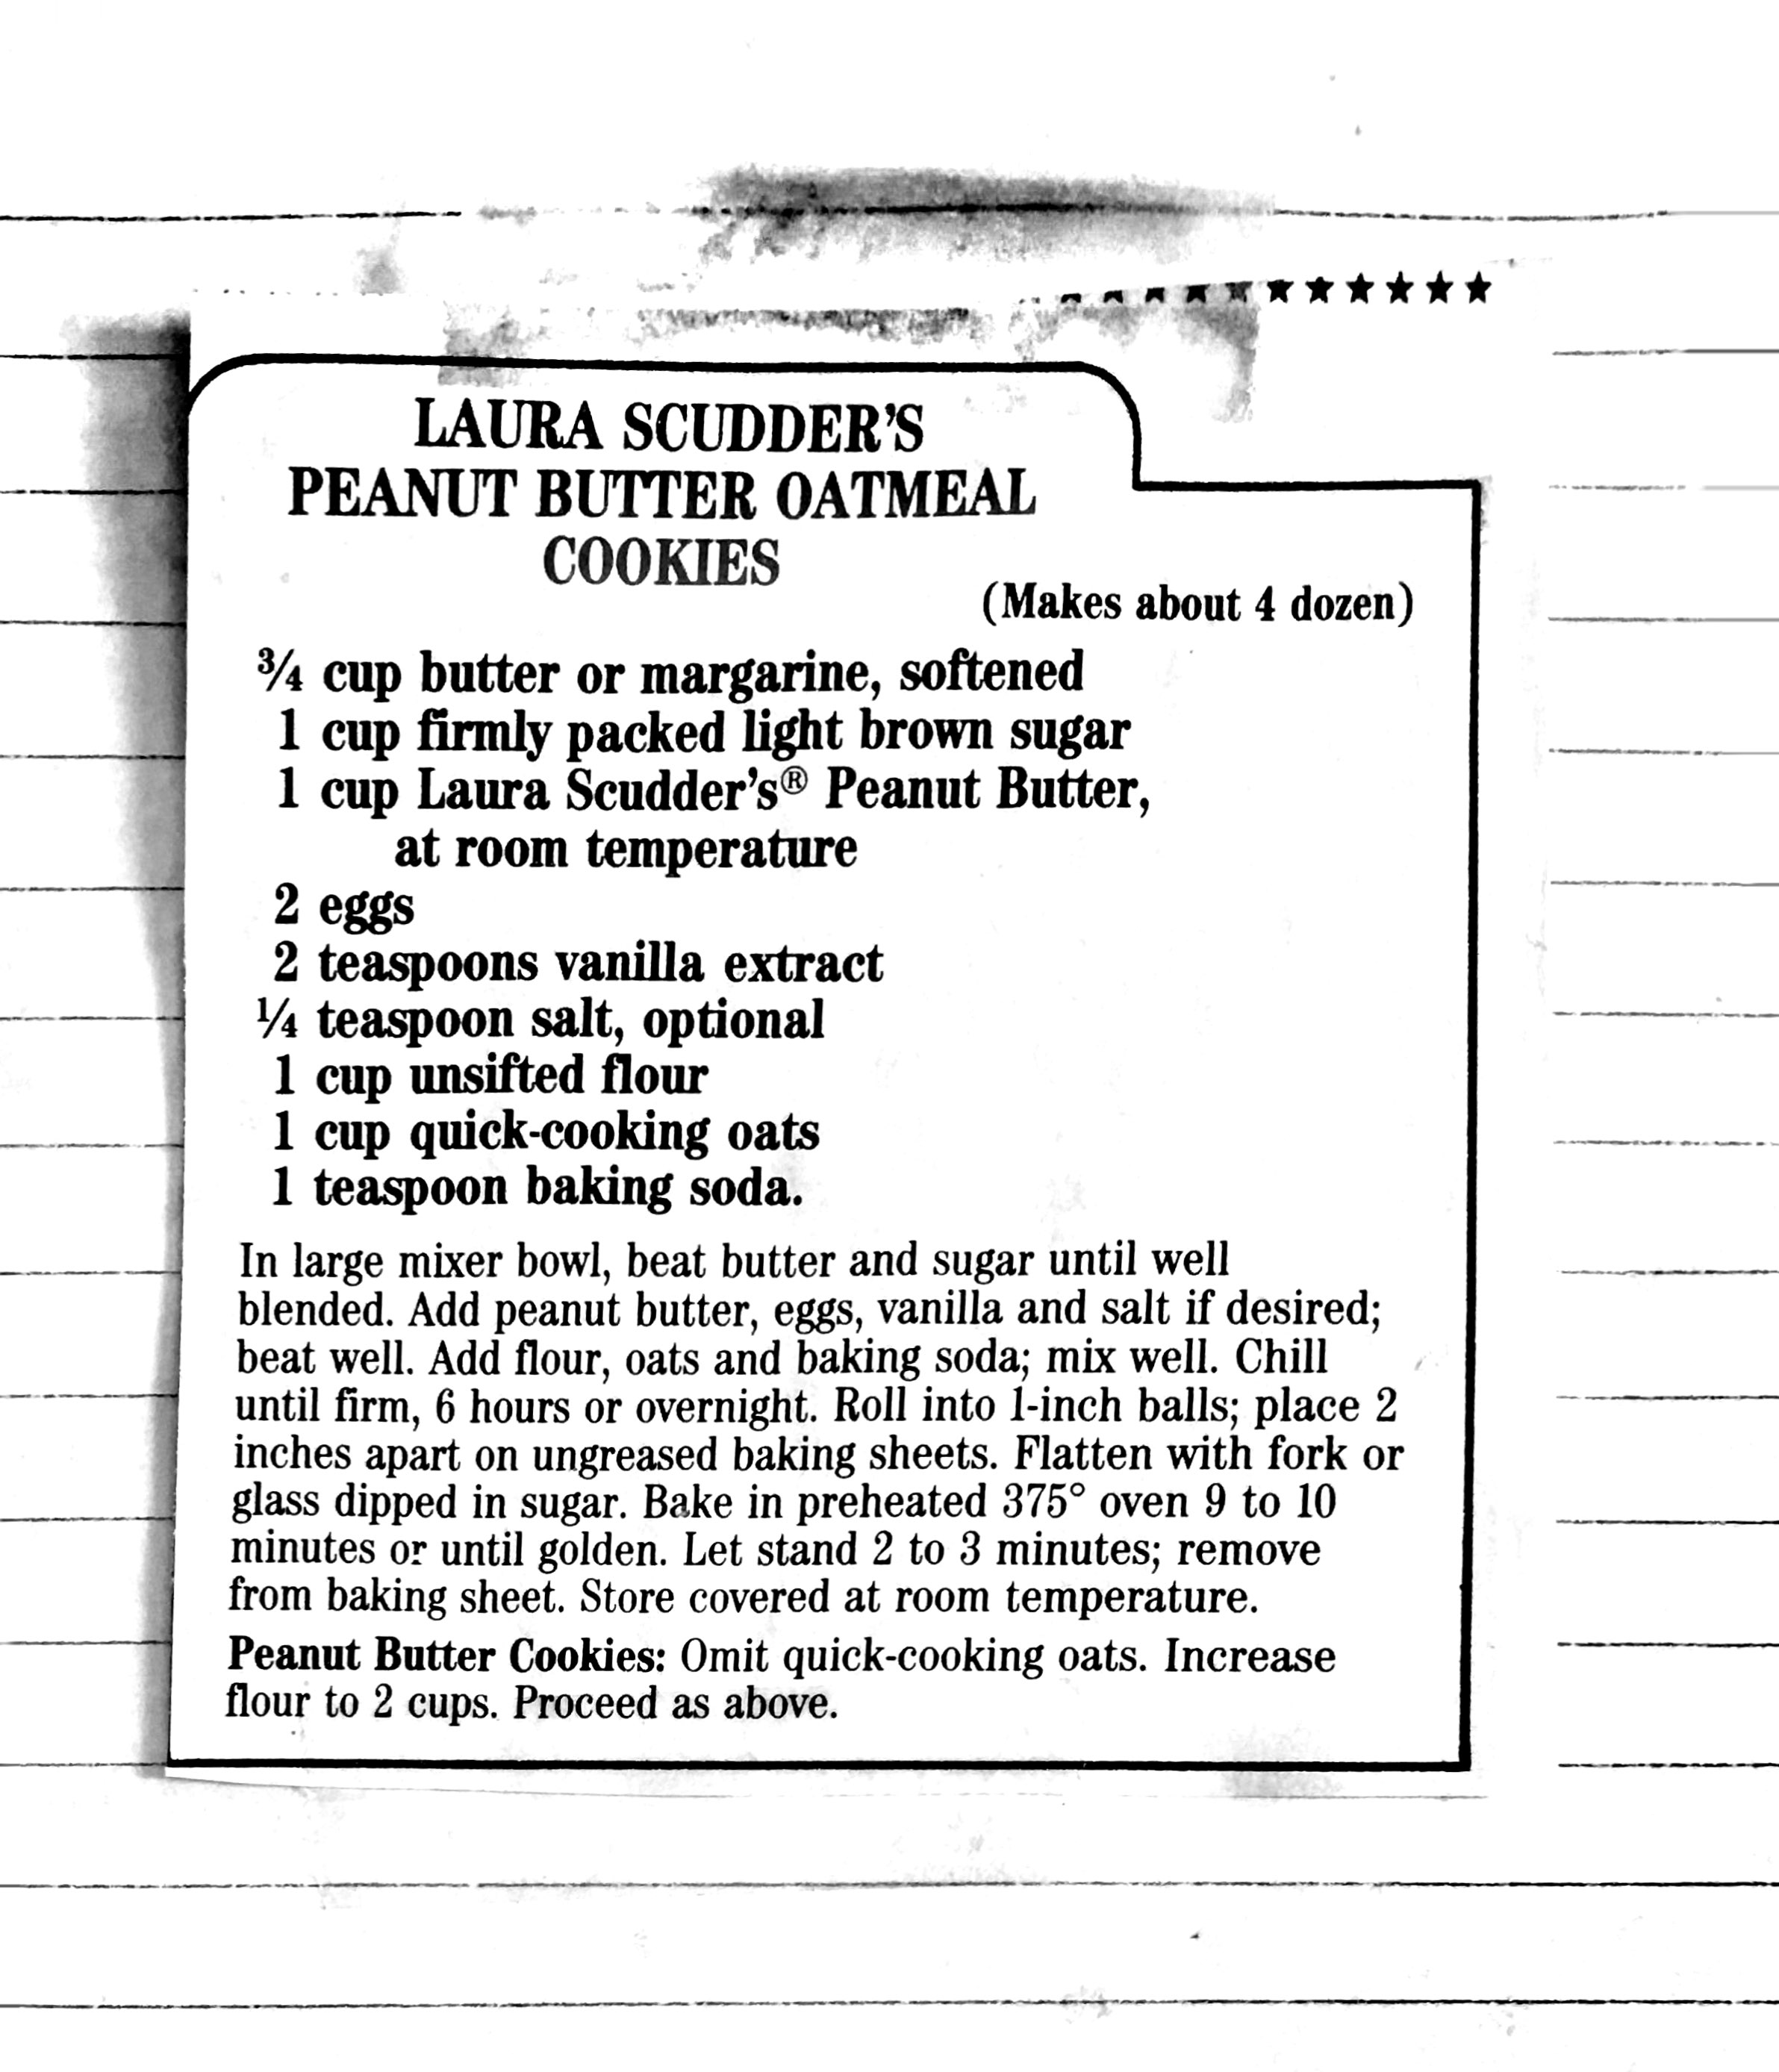 LAURA SCUDDER'S
PEANUT BUTTER OATMEAL
COOKIES
(Makes about 4 dozen)
¾ cup butter or margarine, softened
1 cup firmly packed light brown sugar
1 cup Laura Scudder's® Peanut Butter,
at room temperature
2 eggs
2 teaspoons vanilla extract
¼ teaspoon salt, optional
1 cup unsifted flour
1 cup quick-cooking oats
1 teaspoon baking soda.
In large mixer bowl, beat butter and sugar until well
blended. Add peanut butter, eggs, vanilla and salt if desired;
beat well. Add flour, oats and baking soda; mix well. Chill
until firm, 6 hours or overnight. Roll into 1-inch balls; place 2
inches apart on ungreased baking sheets. Flatten with fork or
glass dipped in sugar. Bake in preheated 375° oven 9 to 10
minutes or until golden. Let stand 2 to 3 minutes; remove
from baking sheet. Store covered at room temperature.
Peanut Butter Cookies: Omit quick-cooking oats. Increase
flour to 2 cups. Proceed as above.